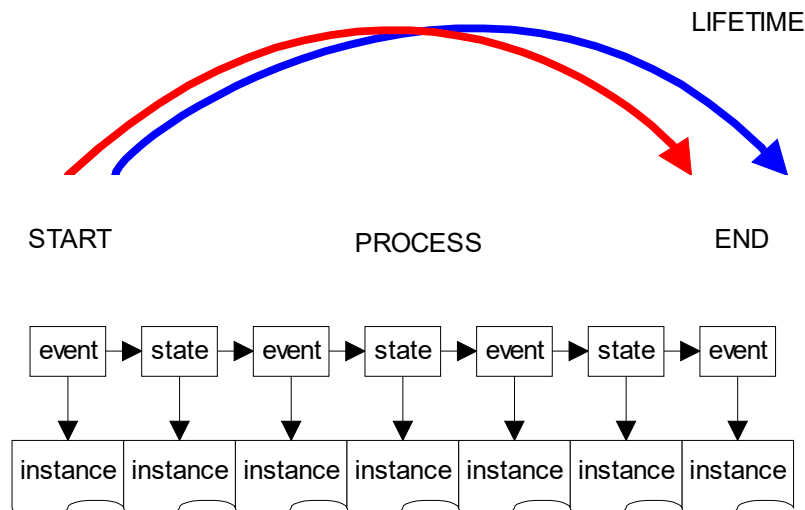 LIFETIME
START PROCESS END
event state event state event state event
instance instance instance instance instance instance instance